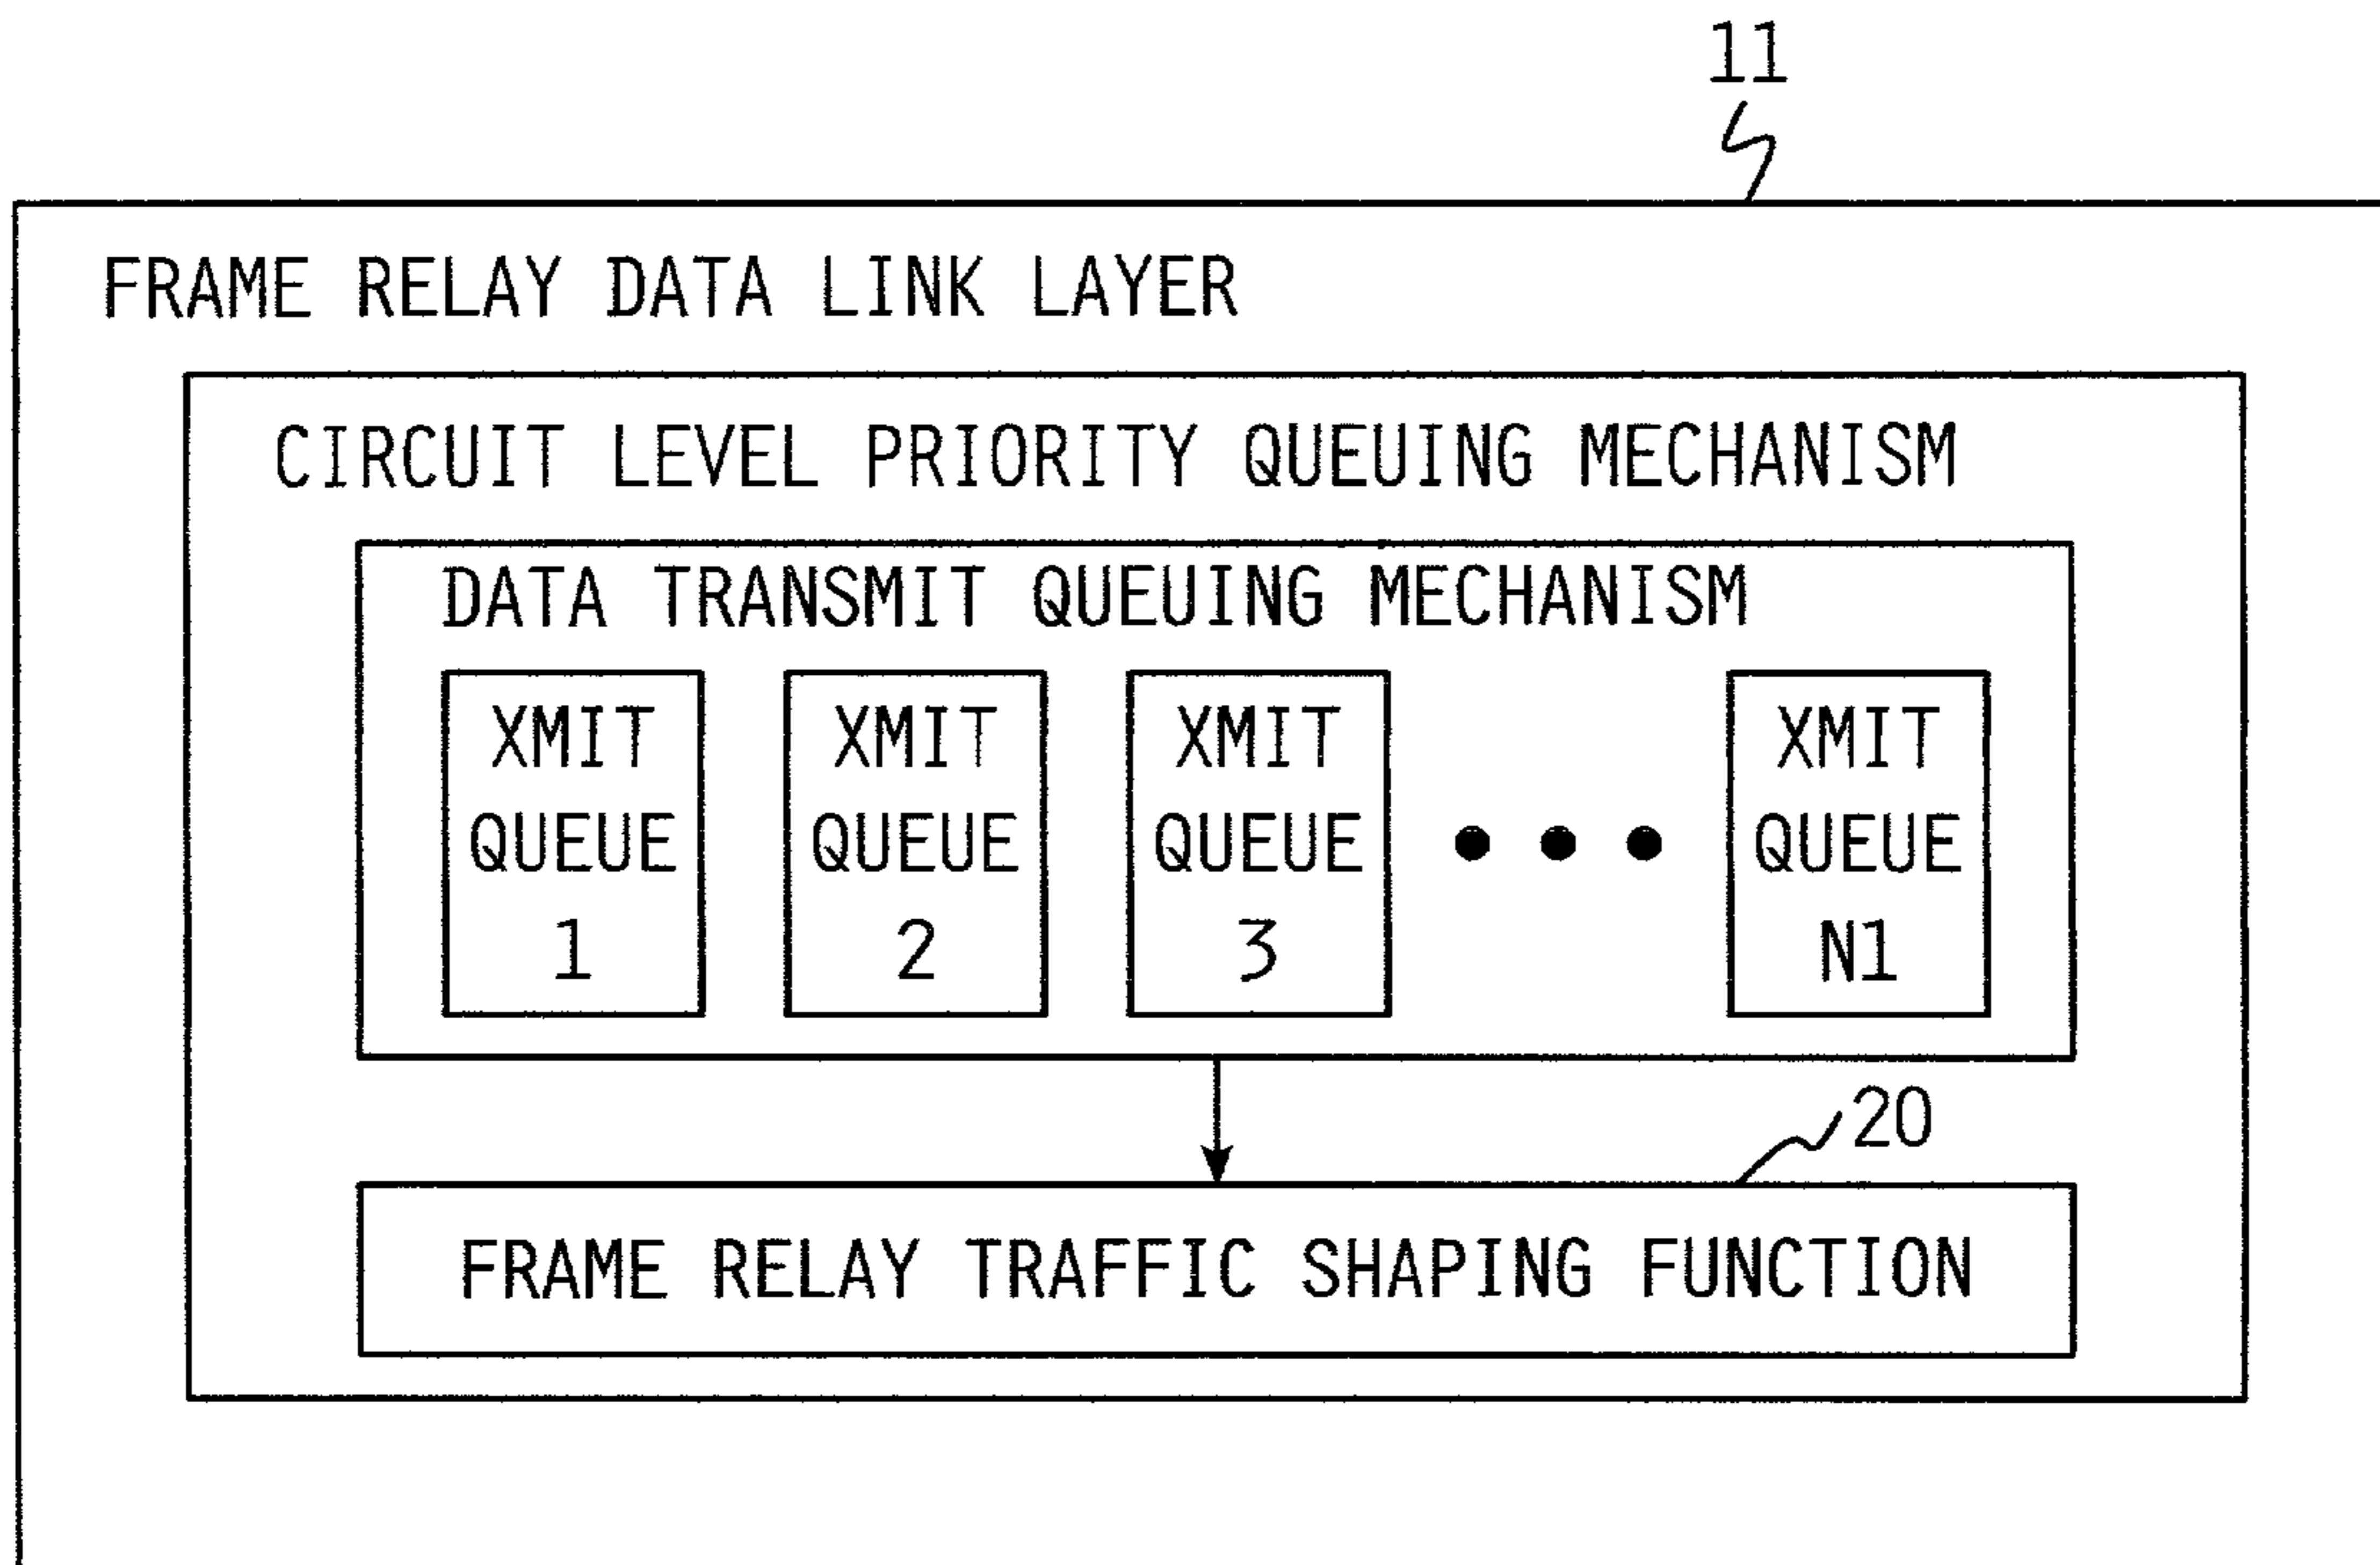 11
FRAME RELAY DATA LINK LAYER
CIRCUIT LEVEL PRIORITY QUEUING MECHANISM
DATA TRANSMIT QUEUING MECHANISM
XMIT QUEUE 1
XMIT QUEUE 2
XMIT QUEUE 3
• • •
XMIT QUEUE N1
20
FRAME RELAY TRAFFIC SHAPING FUNCTION